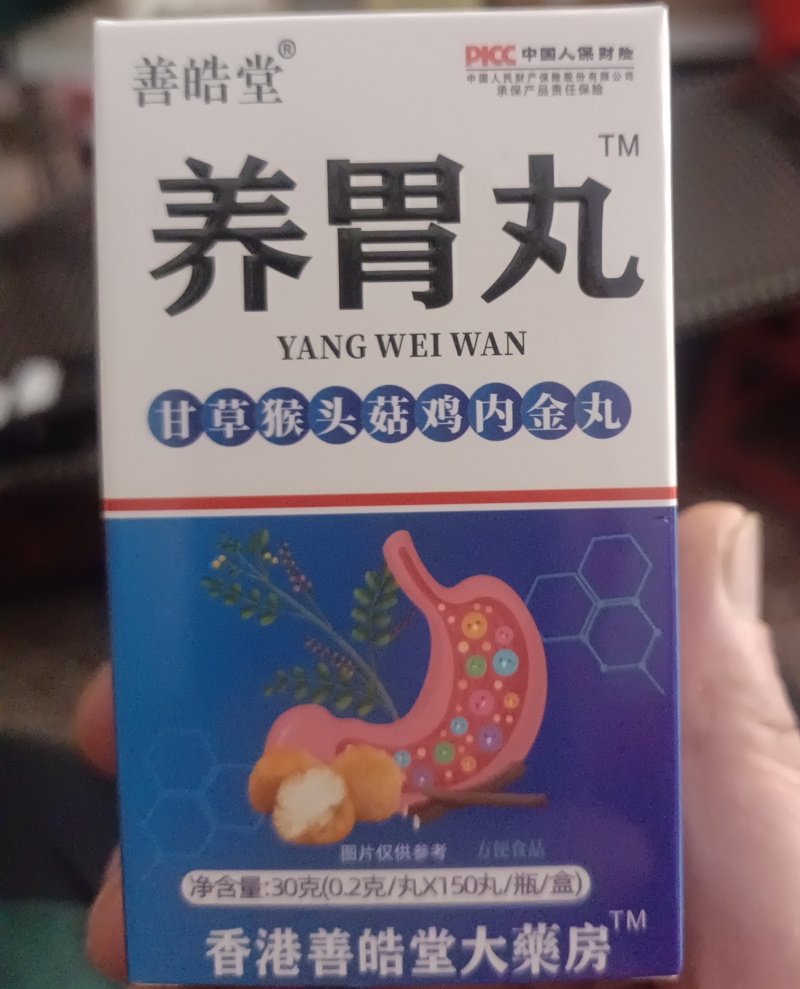 善皓堂®
PICC 中国人保财险
中国人民财产保险股份有限公司
承保产品责任保险
养胃丸™
YANG WEI WAN
甘草猴头菇鸡内金丸
图片仅供参考 方便食品
净含量:30克(0.2克/丸X150丸/瓶/盒)
香港善皓堂大藥房™